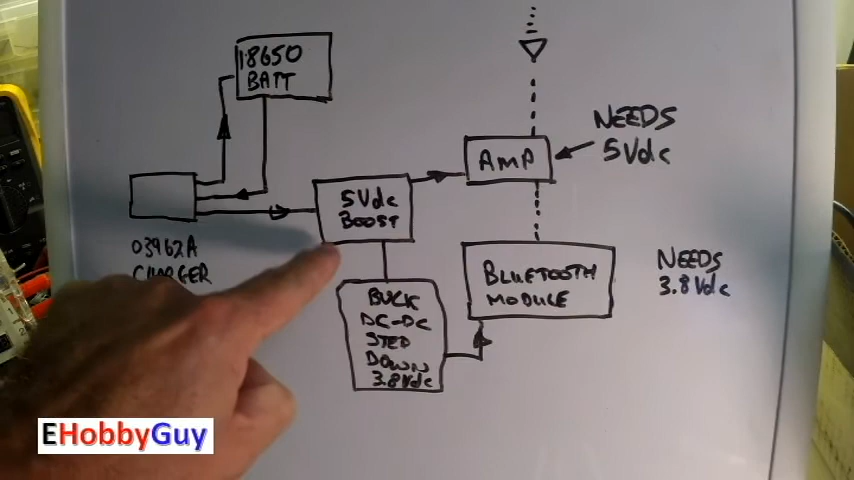 18650
BATT
NEEDS
5Vdc
AMP
5Vdc
BOOST
03962A
CHARGER
BLUETOOTH
MODULE
NEEDS
3.8Vdc
BUCK
DC-DC
STEP
DOWN
3.8Vdc
EHobbyGuy